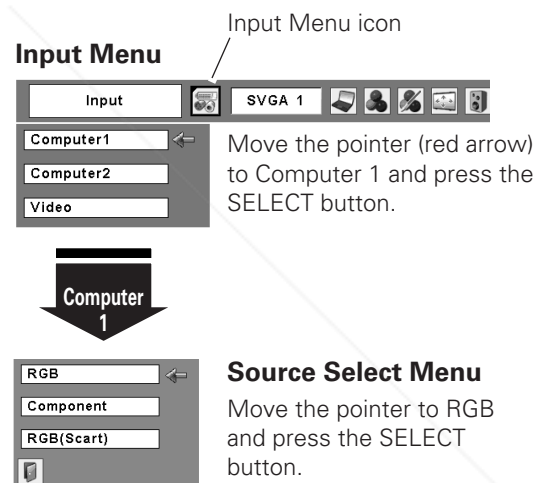 Input Menu icon
Input Menu
Input
SVGA 1
Computer1
Computer2
Video
Move the pointer (red arrow)
to Computer 1 and press the
SELECT button.
Computer
1
RGB
Component
RGB(Scart)
Source Select Menu
Move the pointer to RGB
and press the SELECT
button.